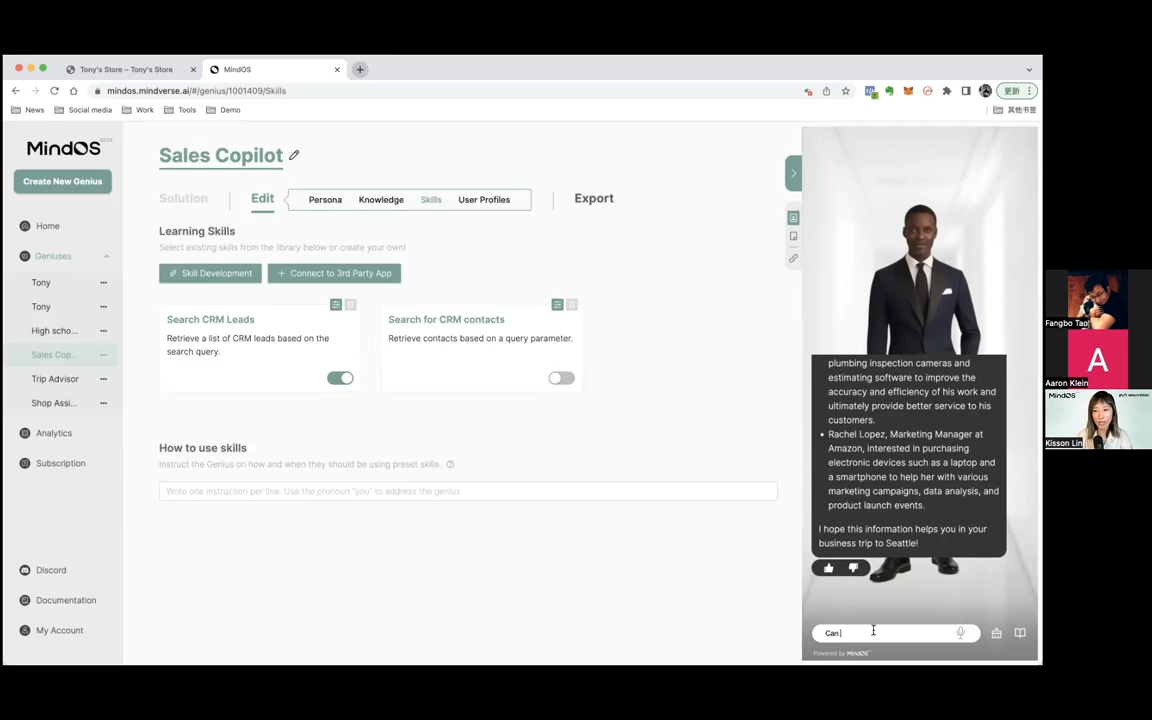 Tony's Store – Tony's Store
MindOS
mindos.mindverse.ai/#/genius/1001409/Skills
更新
News
Social media
Work
Tools
Demo
其他书签
MindOS BETA
Create New Genius
Home
Geniuses
Tony
Tony
High scho...
Sales Cop...
Trip Advisor
Shop Assi...
Analytics
Subscription
Discord
Documentation
My Account
Sales Copilot
Solution
Edit
Persona
Knowledge
Skills
User Profiles
Export
Learning Skills
Select existing skills from the library below or create your own!
Skill Development
+ Connect to 3rd Party App
Search CRM Leads
Retrieve a list of CRM leads based on the
search query.
Search for CRM contacts
Retrieve contacts based on a query parameter.
How to use skills
Instruct the Genius on how and when they should be using preset skills.
Write one instruction per line. Use the pronoun "you" to address the genius.
plumbing inspection cameras and
estimating software to improve the
accuracy and efficiency of his work and
ultimately provide better service to his
customers.
• Rachel Lopez, Marketing Manager at
Amazon, interested in purchasing
electronic devices such as a laptop and
a smartphone to help her with various
marketing campaigns, data analysis, and
product launch events.
I hope this information helps you in your
business trip to Seattle!
Can
Powered by MindOS
Fangbo Tao
A
Aaron Klein
MindOS
MINDVERSE
Kisson Lin